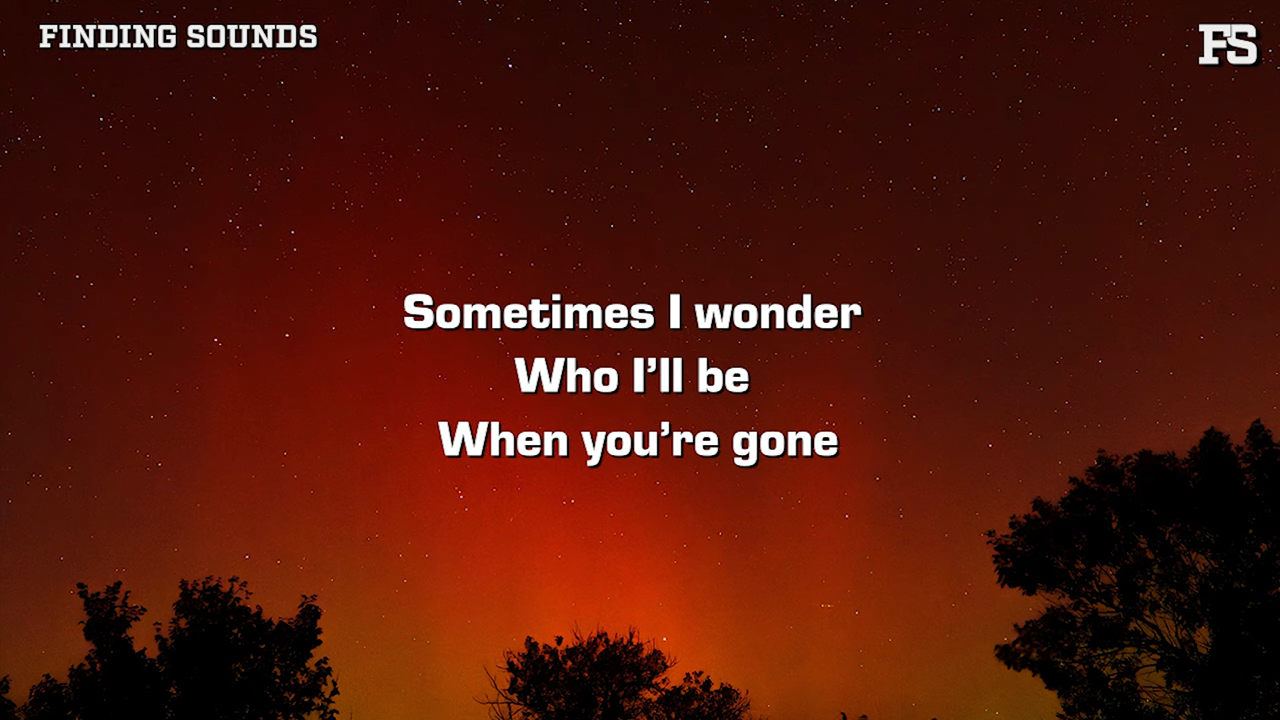 FINDING SOUNDS
FS
Sometimes I wonder
Who I’ll be
When you’re gone